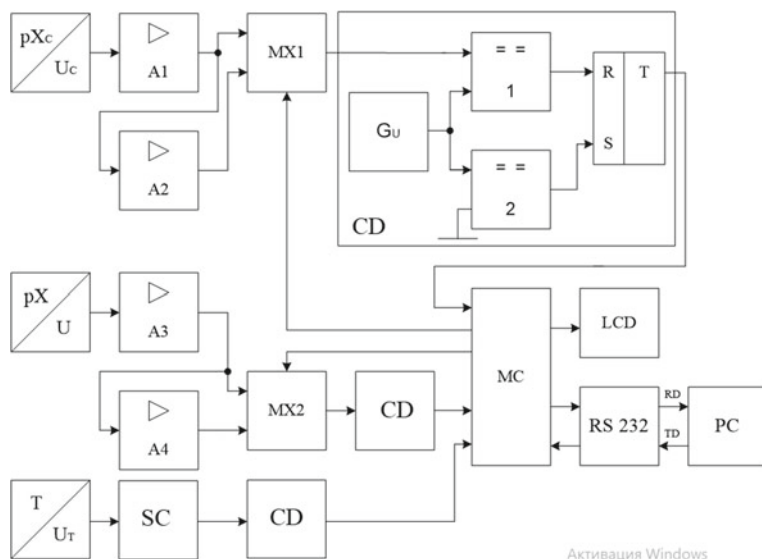 pXC
UC
A1
MX1
= =
1
R
T
S
GU
A2
= =
2
CD
pX
U
A3
LCD
MC
MX2
CD
RS 232
RD
TD
PC
A4
T
UT
SC
CD
Активация Windows